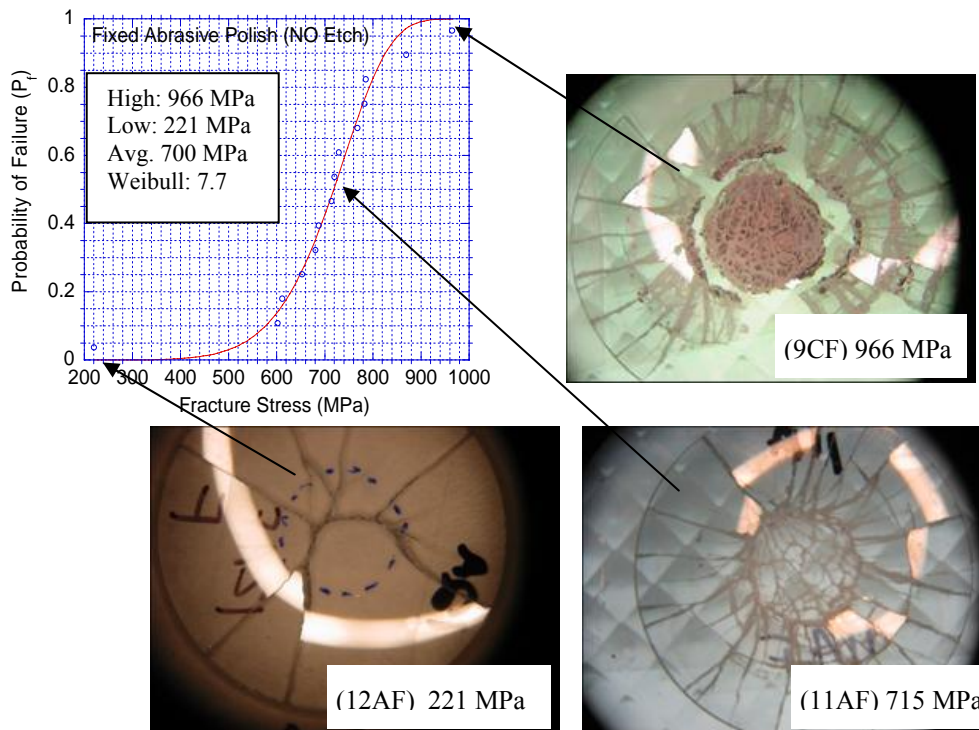 Fixed Abrasive Polish (NO Etch)
High: 966 MPa
Low: 221 MPa
Avg. 700 MPa
Weibull: 7.7
Probability of Failure (Pf)
1
0.8
0.6
0.4
0.2
0
200 300 400 500 600 700 800 900 1000
Fracture Stress (MPa)
(9CF) 966 MPa
(12AF) 221 MPa
(11AF) 715 MPa